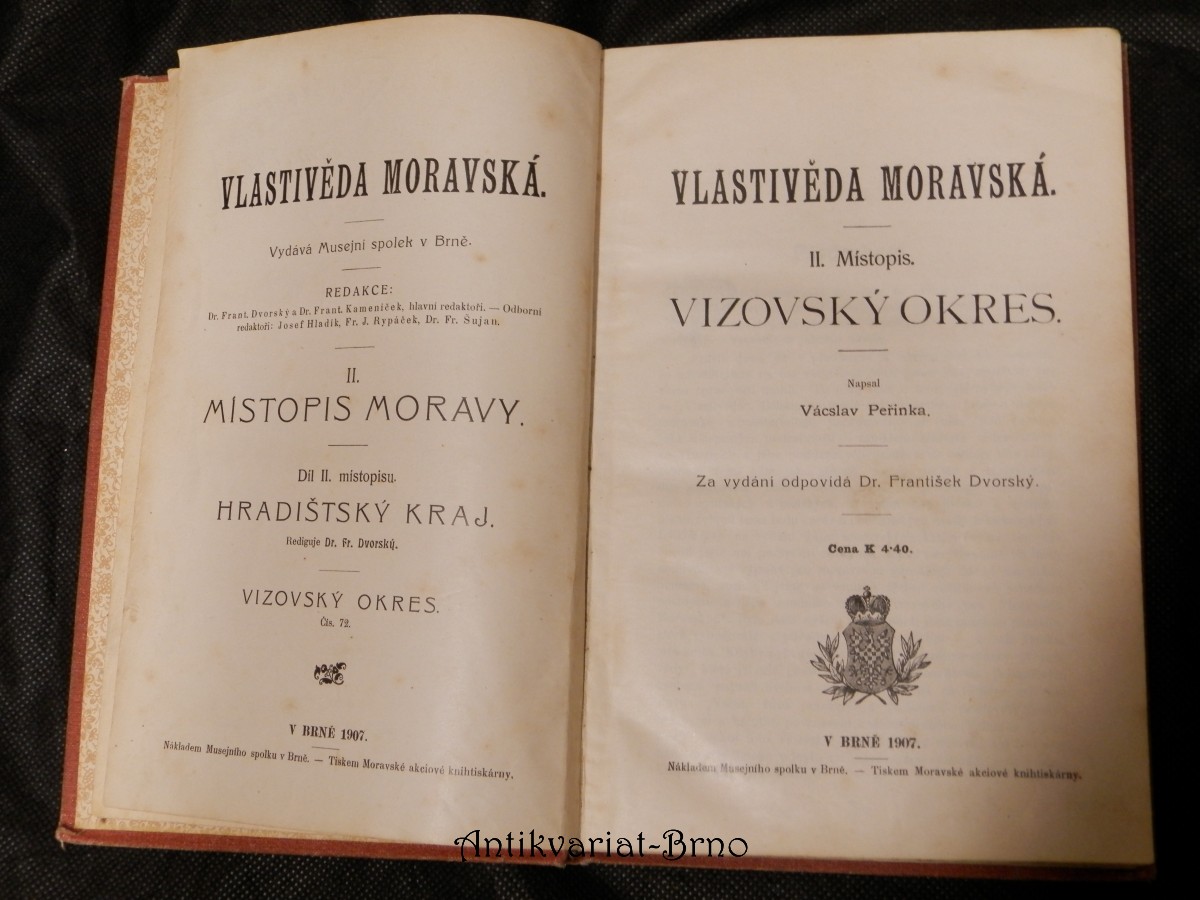 VLASTIVĚDA MORAVSKÁ.
Vydává Musejní spolek v Brně.
REDAKCE:
Dr. Frant. Dvorský a Dr. Frant. Kameníček, hlavní redaktoři. — Odborní
redaktoři: Josef Hladík, Fr. J. Rypáček, Dr. Fr. Šujan.
II.
MÍSTOPIS MORAVY.
Díl II. místopisu.
HRADIŠTSKÝ KRAJ.
Rediguje Dr. Fr. Dvorský.
VIZOVSKÝ OKRES.
Čís. 72.
V BRNĚ 1907.
Nákladem Musejního spolku v Brně. — Tiskem Moravské akciové knihtiskárny.
VLASTIVĚDA MORAVSKÁ.
II. Místopis.
VIZOVSKÝ OKRES.
Napsal
Vácslav Peřinka.
Za vydání odpovídá Dr. František Dvorský.
Cena K 4·40.
V BRNĚ 1907.
Nákladem Musejního spolku v Brně. — Tiskem Moravské akciové knihtiskárny.
Antikvariat-Brno